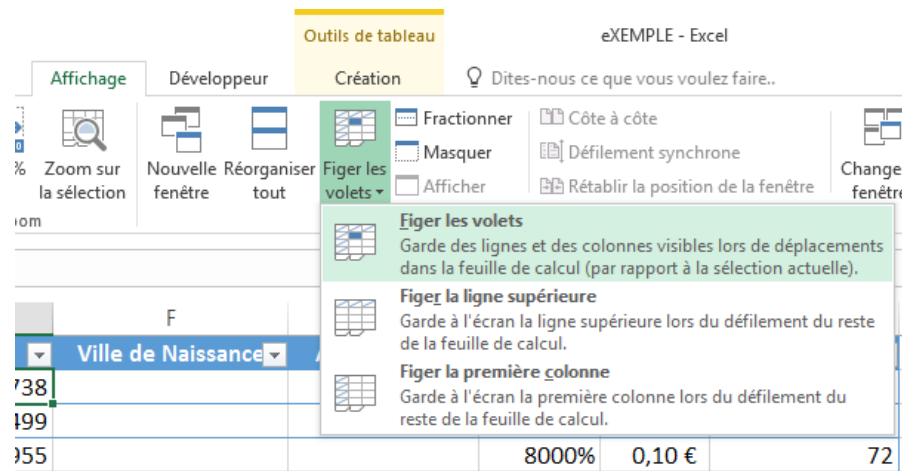 Outils de tableau eXEMPLE - Excel
Affichage Développeur Création Dites-nous ce que vous voulez faire..
% Zoom sur la sélection
Nouvelle fenêtre
Réorganiser tout
Figer les volets
Fractionner
Masquer
Afficher
Côte à côte
Défilement synchrone
Rétablir la position de la fenêtre
Change
fenêtre
oom
Figer les volets
Garde des lignes et des colonnes visibles lors de déplacements
dans la feuille de calcul (par rapport à la sélection actuelle).
Figer la ligne supérieure
Garde à l'écran la ligne supérieure lors du défilement du reste
de la feuille de calcul.
Figer la première colonne
Garde à l'écran la première colonne lors du défilement du
reste de la feuille de calcul.
F
Ville de Naissance
738
499
955 8000% 0,10 € 72